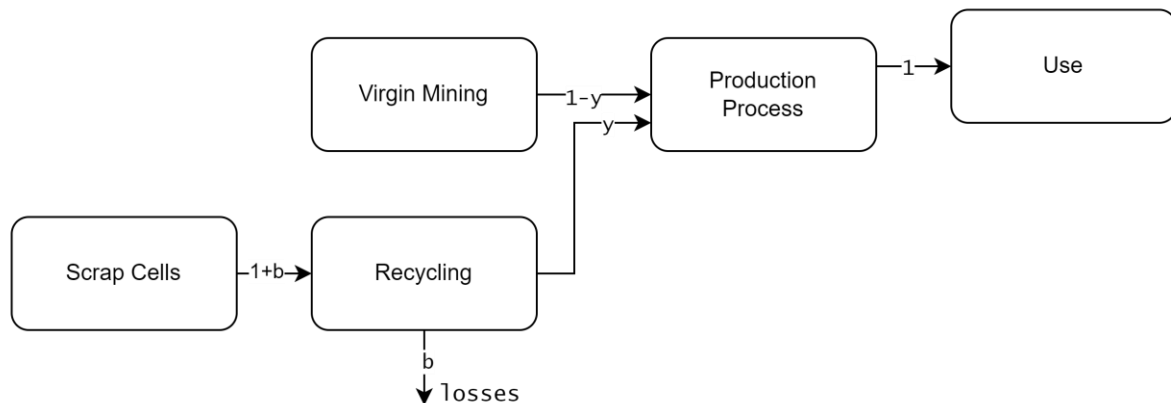 Virgin Mining
1-y
y
Production
Process
1
Use
Scrap Cells
1+b
Recycling
b
losses